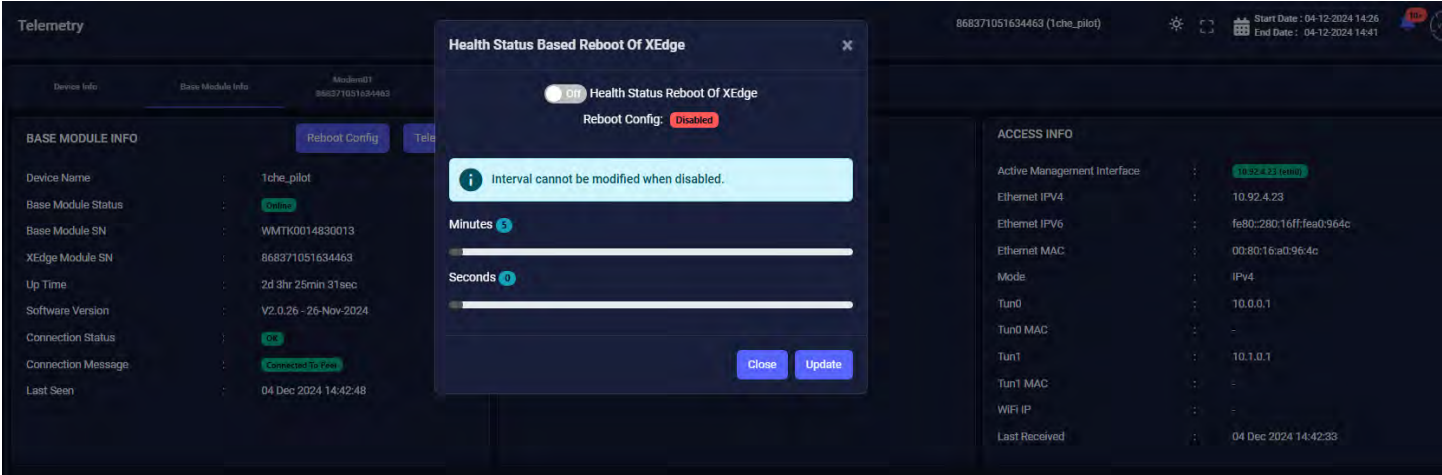 Telemetry
868371051634463 (1che_pilot)
Start Date : 04-12-2024 14:26
End Date : 04-12-2024 14:41
10+
Device Info
Base Module Info
Modem01
868371051634463
Health Status Based Reboot Of XEdge
×
Off Health Status Reboot Of XEdge
Reboot Config: Disabled
Interval cannot be modified when disabled.
Minutes 5
Seconds 0
Close Update
BASE MODULE INFO
Reboot Config
Tele
Device Name : 1che_pilot
Base Module Status : Online
Base Module SN : WMTK0014830013
XEdge Module SN : 868371051634463
Up Time : 2d 3hr 25min 31sec
Software Version : V2.0.26 - 26-Nov-2024
Connection Status : OK
Connection Message : Connected To Peer
Last Seen : 04 Dec 2024 14:42:48
ACCESS INFO
Active Management Interface : 10.92.4.23 (eth0)
Ethernet IPV4 : 10.92.4.23
Ethernet IPV6 : fe80::280:16ff:fea0:964c
Ethernet MAC : 00:80:16:a0:96:4c
Mode : IPv4
Tun0 : 10.0.0.1
Tun0 MAC : -
Tun1 : 10.1.0.1
Tun1 MAC : -
WiFi IP : -
Last Received : 04 Dec 2024 14:42:33